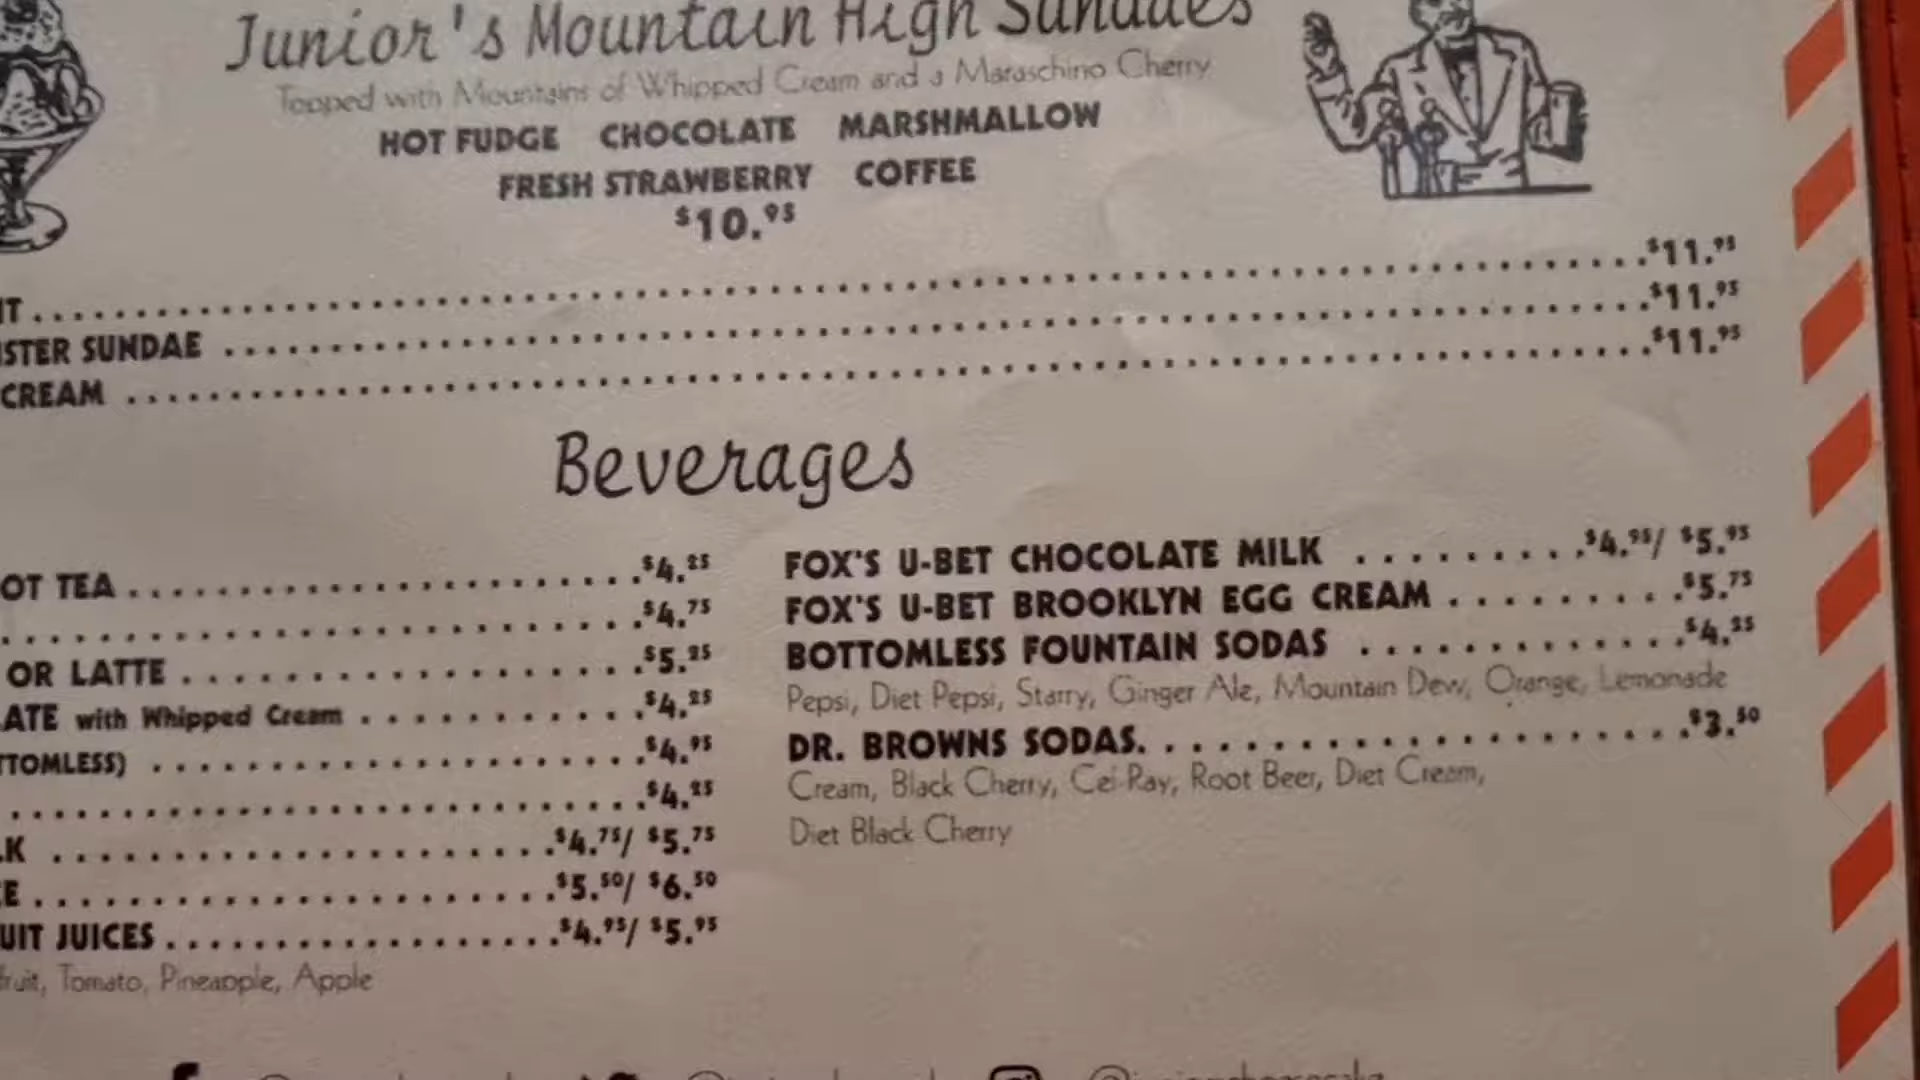 Junior's Mountain High Sundaes
Topped with Mountains of Whipped Cream and a Maraschino Cherry
HOT FUDGE CHOCOLATE MARSHMALLOW
FRESH STRAWBERRY COFFEE
$10.95
IT $11.95
STER SUNDAE $11.95
CREAM $11.95
Beverages
OT TEA $4.25
$4.75
OR LATTE $5.25
ATE with Whipped Cream $4.25
TTOMLESS) $4.95
$4.25
LK $4.75/ $5.75
E $5.50/ $6.50
UIT JUICES $4.95/ $5.95
fruit, Tomato, Pineapple, Apple
FOX'S U-BET CHOCOLATE MILK $4.95/ $5.95
FOX'S U-BET BROOKLYN EGG CREAM $5.75
BOTTOMLESS FOUNTAIN SODAS $4.25
Pepsi, Diet Pepsi, Starry, Ginger Ale, Mountain Dew, Orange, Lemonade
DR. BROWNS SODAS. $3.50
Cream, Black Cherry, Cel-Ray, Root Beer, Diet Cream,
Diet Black Cherry